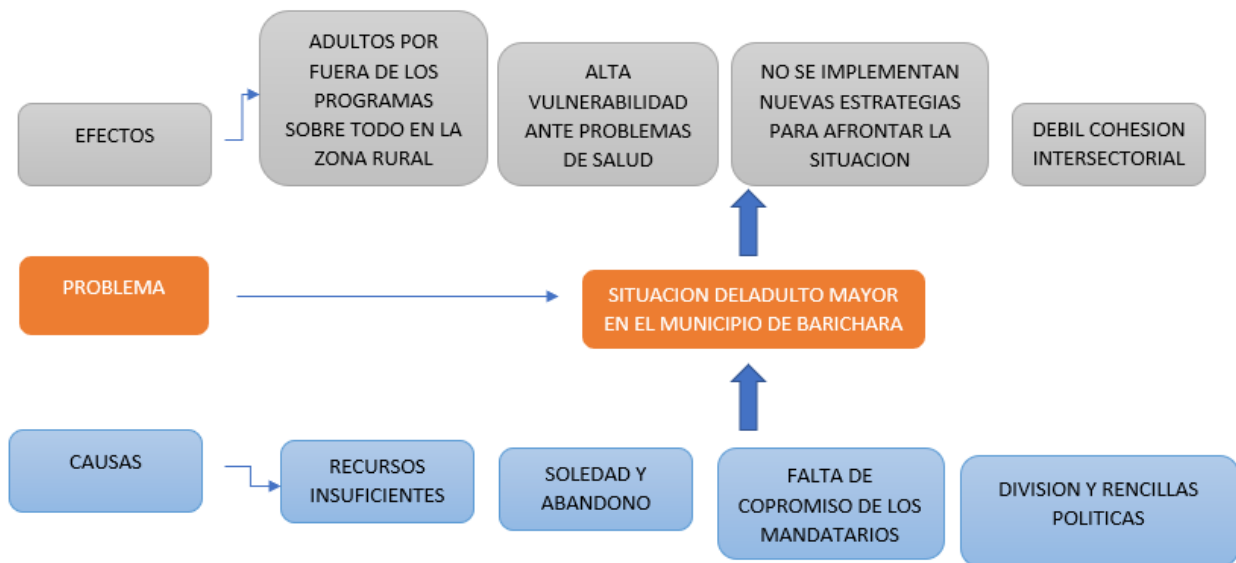 EFECTOS
ADULTOS POR
FUERA DE LOS
PROGRAMAS
SOBRE TODO EN LA
ZONA RURAL
ALTA
VULNERABILIDAD
ANTE PROBLEMAS
DE SALUD
NO SE IMPLEMENTAN
NUEVAS ESTRATEGIAS
PARA AFRONTAR LA
SITUACION
DEBIL COHESION
INTERSECTORIAL
PROBLEMA
SITUACION DELADULTO MAYOR
EN EL MUNICIPIO DE BARICHARA
CAUSAS
RECURSOS
INSUFICIENTES
SOLEDAD Y
ABANDONO
FALTA DE
COPROMISO DE LOS
MANDATARIOS
DIVISION Y RENCILLAS
POLITICAS